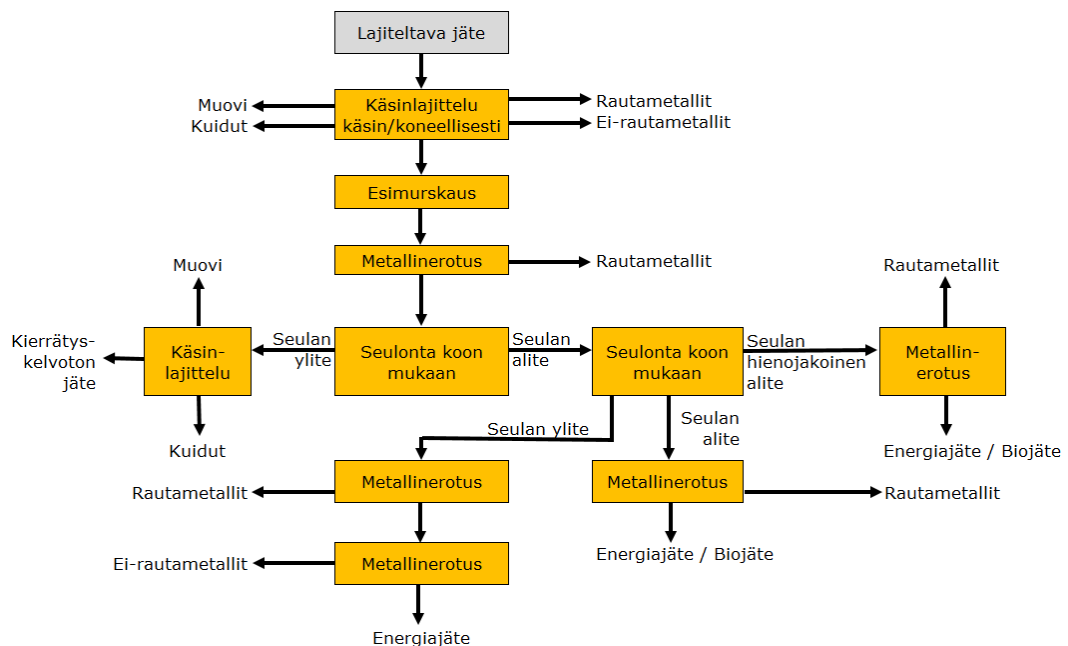 Lajiteltava jäte
Muovi
Kuidut
Käsinlajittelu
käsin/koneellisesti
Rautametallit
Ei-rautametallit
Esimurskaus
Metallinerotus
Rautametallit
Muovi
Rautametallit
Kierrätys-
kelvoton
jäte
Käsin-
lajittelu
Seulan
ylite
Seulonta koon
mukaan
Seulan
alite
Seulonta koon
mukaan
Seulan
hienojakoinen
alite
Metallin-
erotus
Kuidut
Seulan ylite
Seulan
alite
Energiajäte / Biojäte
Rautametallit
Metallinerotus
Metallinerotus
Rautametallit
Ei-rautametallit
Metallinerotus
Energiajäte / Biojäte
Energiajäte